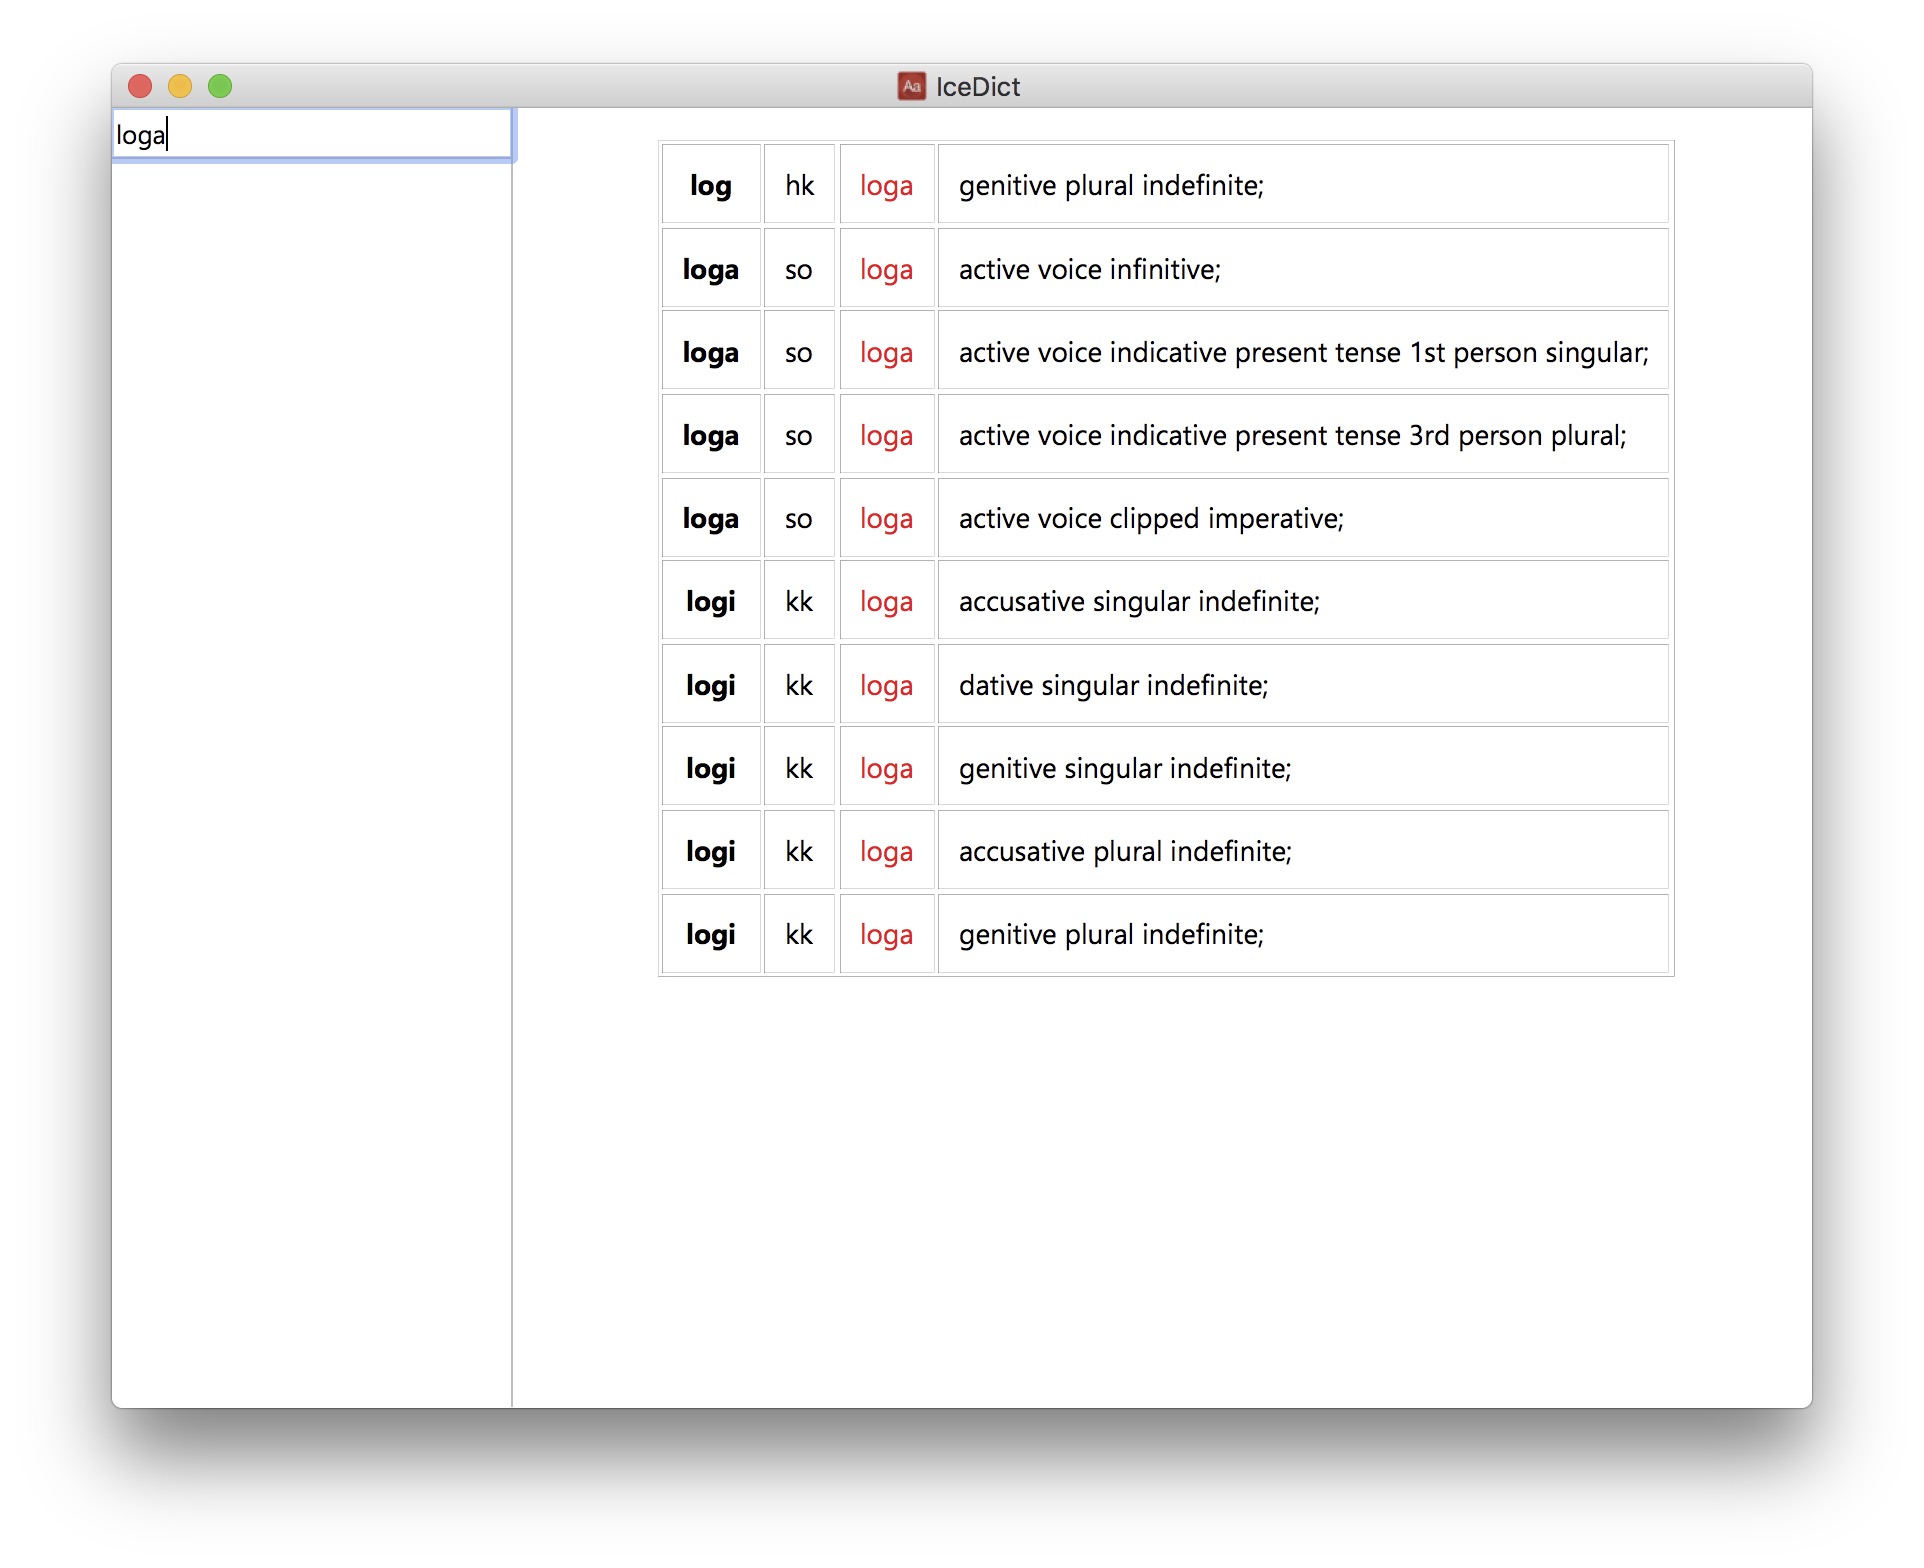 Aa IceDict
loga
log hk loga genitive plural indefinite;
loga so loga active voice infinitive;
loga so loga active voice indicative present tense 1st person singular;
loga so loga active voice indicative present tense 3rd person plural;
loga so loga active voice clipped imperative;
logi kk loga accusative singular indefinite;
logi kk loga dative singular indefinite;
logi kk loga genitive singular indefinite;
logi kk loga accusative plural indefinite;
logi kk loga genitive plural indefinite;